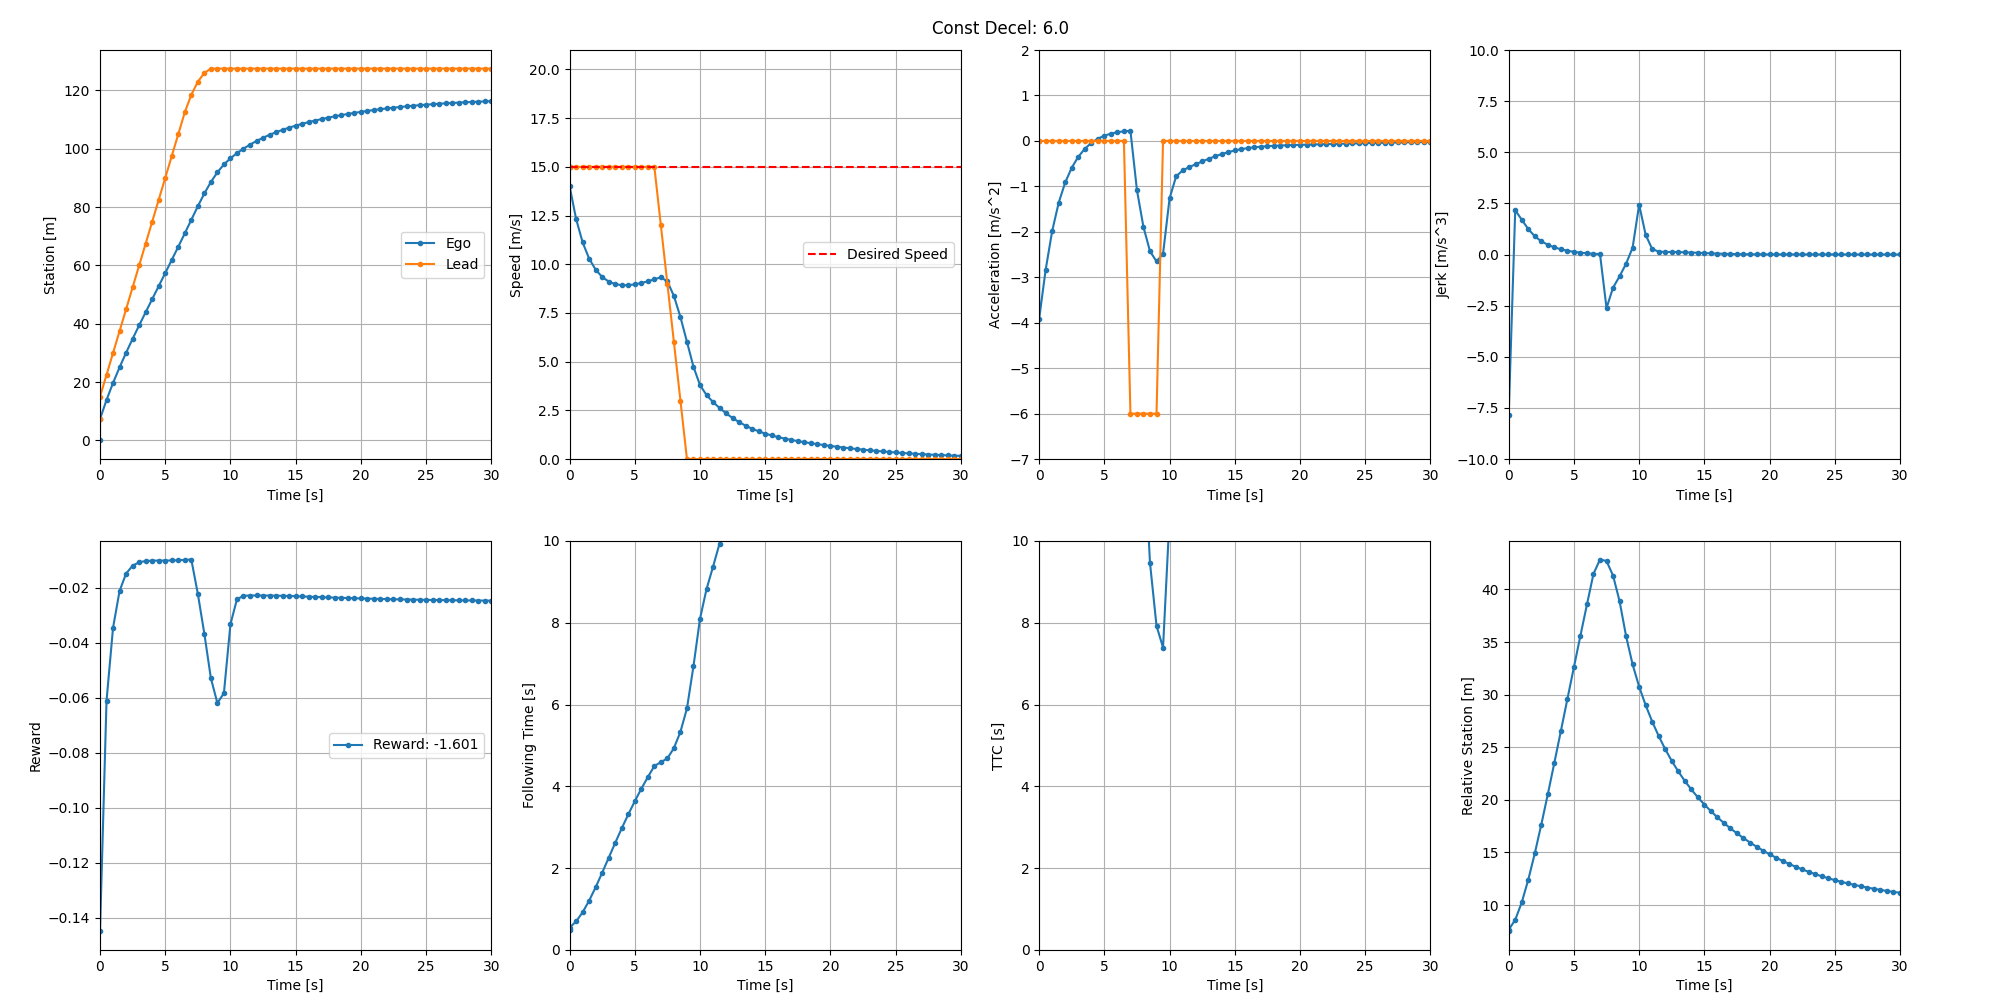 Const Decel: 6.0
Station [m]
120
100
80
60
40
20
0
Ego
Lead
0 5 10 15 20 25 30
Time [s]
Speed [m/s]
20.0
17.5
15.0
12.5
10.0
7.5
5.0
2.5
0.0
Desired Speed
0 5 10 15 20 25 30
Time [s]
Acceleration [m/s^2]
2
1
0
−1
−2
−3
−4
−5
−6
−7
0 5 10 15 20 25 30
Time [s]
Jerk [m/s^3]
10.0
7.5
5.0
2.5
0.0
−2.5
−5.0
−7.5
−10.0
0 5 10 15 20 25 30
Time [s]
Reward
−0.02
−0.04
−0.06
−0.08
−0.10
−0.12
−0.14
Reward: -1.601
0 5 10 15 20 25 30
Time [s]
Following Time [s]
10
8
6
4
2
0
0 5 10 15 20 25 30
Time [s]
TTC [s]
10
8
6
4
2
0
0 5 10 15 20 25 30
Time [s]
Relative Station [m]
40
35
30
25
20
15
10
0 5 10 15 20 25 30
Time [s]